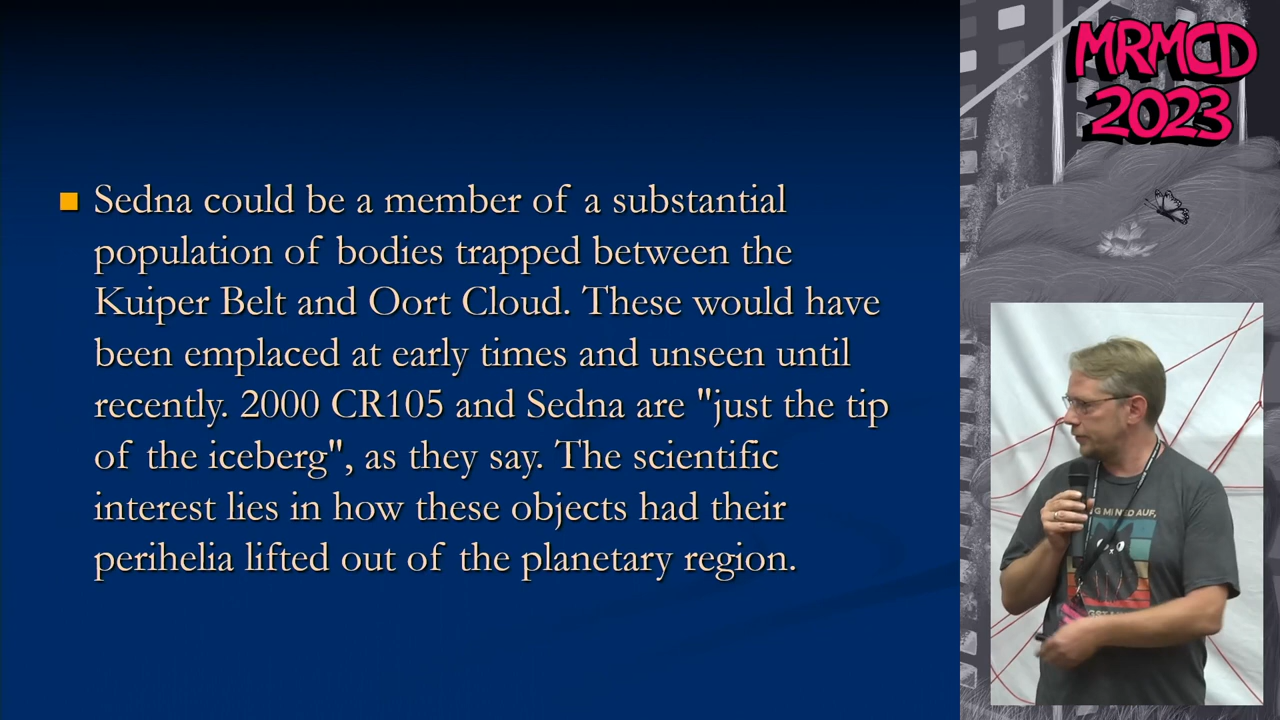 Sedna could be a member of a substantial
population of bodies trapped between the
Kuiper Belt and Oort Cloud. These would have
been emplaced at early times and unseen until
recently. 2000 CR105 and Sedna are "just the tip
of the iceberg", as they say. The scientific
interest lies in how these objects had their
perihelia lifted out of the planetary region.
MRMCD
2023
AUF,